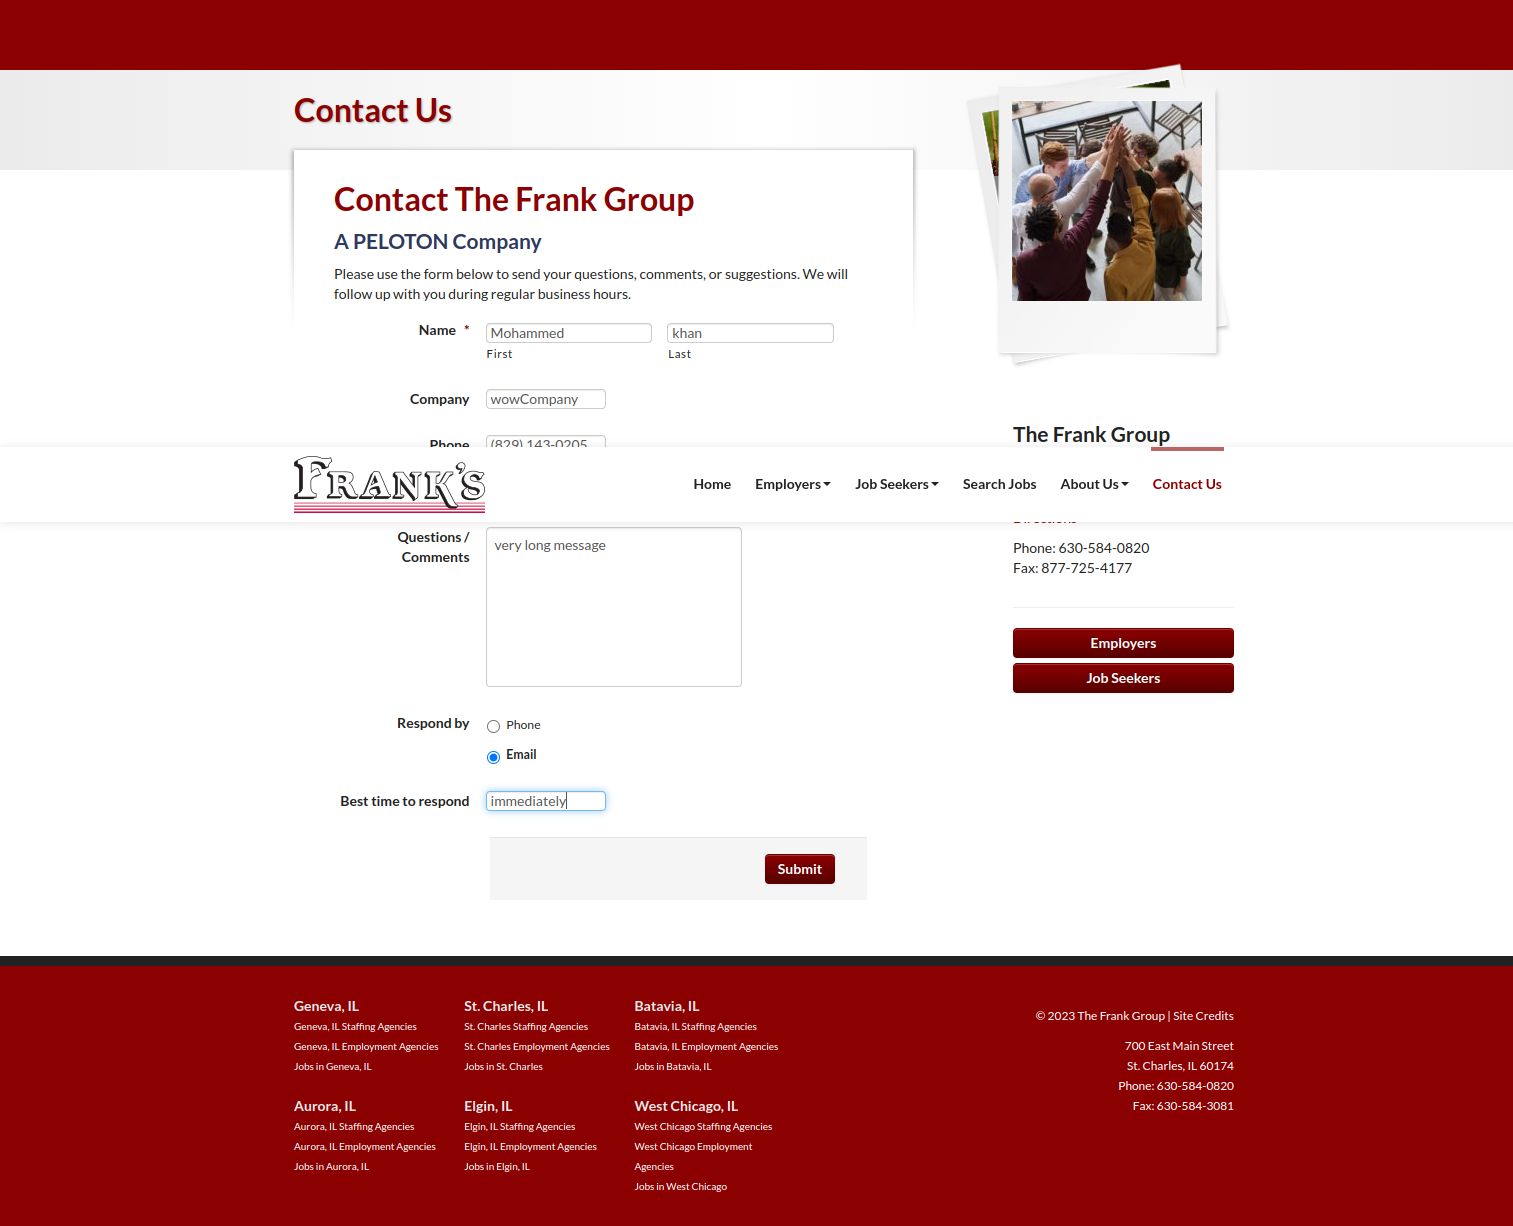 Contact Us
Contact The Frank Group
A PELOTON Company
Please use the form below to send your questions, comments, or suggestions. We will
follow up with you during regular business hours.
Name *
Mohammed
khan
First
Last
Company
wowCompany
Phone
(829) 143-0205
The Frank Group
FRANK'S
Home
Employers
Job Seekers
Search Jobs
About Us
Contact Us
Directions
Phone: 630-584-0820
Fax: 877-725-4177
Questions /
Comments
very long message
Employers
Job Seekers
Respond by
Phone
Email
Best time to respond
immediately
Submit
Geneva, IL
Geneva, IL Staffing Agencies
Geneva, IL Employment Agencies
Jobs in Geneva, IL
St. Charles, IL
St. Charles Staffing Agencies
St. Charles Employment Agencies
Jobs in St. Charles
Batavia, IL
Batavia, IL Staffing Agencies
Batavia, IL Employment Agencies
Jobs in Batavia, IL
Aurora, IL
Aurora, IL Staffing Agencies
Aurora, IL Employment Agencies
Jobs in Aurora, IL
Elgin, IL
Elgin, IL Staffing Agencies
Elgin, IL Employment Agencies
Jobs in Elgin, IL
West Chicago, IL
West Chicago Staffing Agencies
West Chicago Employment
Agencies
Jobs in West Chicago
© 2023 The Frank Group | Site Credits
700 East Main Street
St. Charles, IL 60174
Phone: 630-584-0820
Fax: 630-584-3081